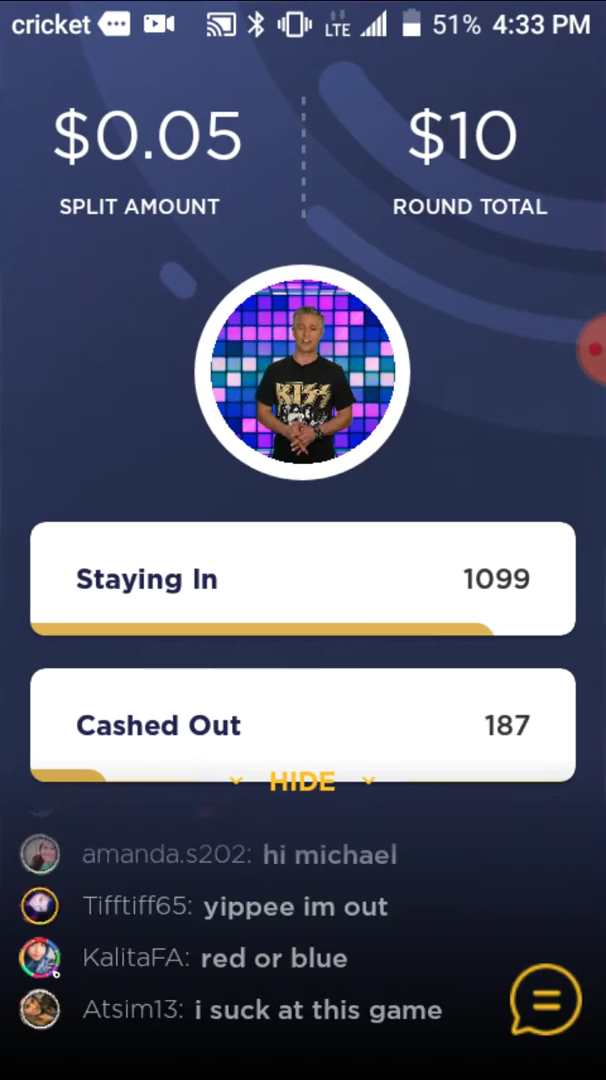 cricket LTE 51% 4:33 PM
$0.05 $10
SPLIT AMOUNT ROUND TOTAL
KISS
Staying In 1099
Cashed Out 187
HIDE
amanda.s202: hi michael
Tifftiff65: yippee im out
KalitaFA: red or blue
Atsim13: i suck at this game